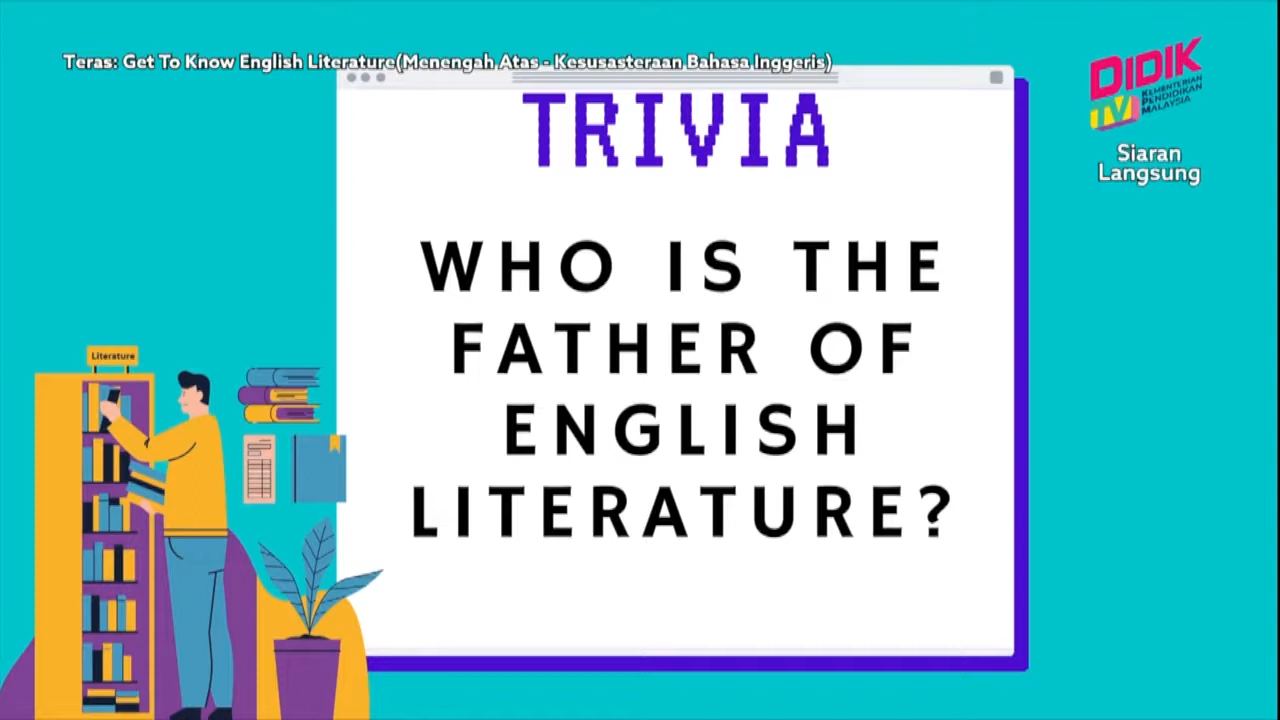 Teras: Get To Know English Literature(Menengah Atas - Kesusasteraan Bahasa Inggeris)
DIDIK
TV
KEMENTERIAN
PENDIDIKAN
MALAYSIA
Siaran
Langsung
TRIVIA
WHO IS THE
FATHER OF
ENGLISH
LITERATURE?
Literature